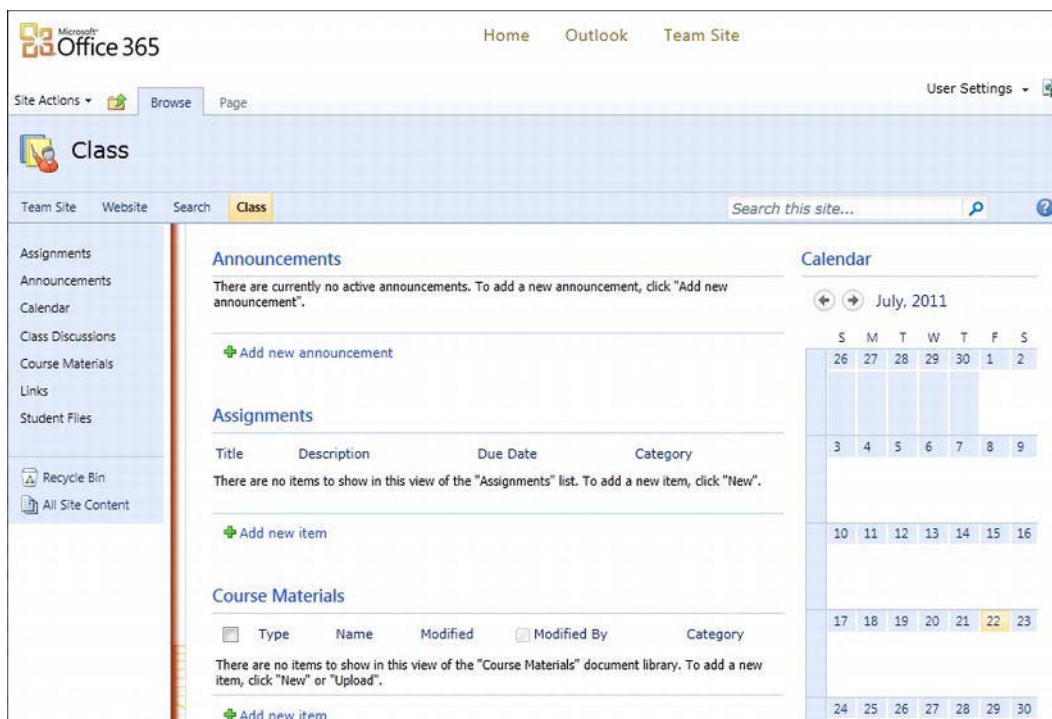 Microsoft
Office 365
Home Outlook Team Site
Site Actions
Browse
Page
User Settings
Class
Team Site Website Search Class
Search this site...
Assignments
Announcements
Calendar
Class Discussions
Course Materials
Links
Student Files
Recycle Bin
All Site Content
Announcements
There are currently no active announcements. To add a new announcement, click "Add new
announcement".
Add new announcement
Assignments
Title Description Due Date Category
There are no items to show in this view of the "Assignments" list. To add a new item, click "New".
Add new item
Course Materials
Type Name Modified Modified By Category
There are no items to show in this view of the "Course Materials" document library. To add a new
item, click "New" or "Upload".
Add new item
Calendar
July, 2011
S M T W T F S
26 27 28 29 30 1 2
3 4 5 6 7 8 9
10 11 12 13 14 15 16
17 18 19 20 21 22 23
24 25 26 27 28 29 30